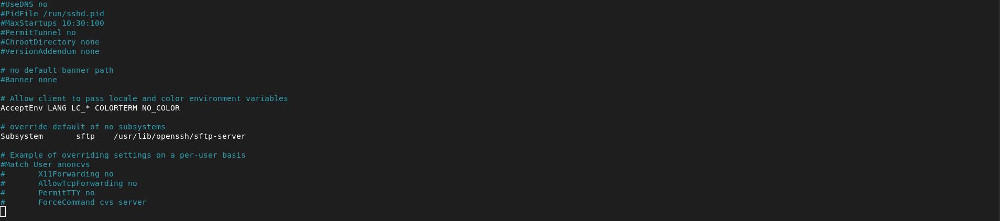 #UseDNS no
#PidFile /run/sshd.pid
#MaxStartups 10:30:100
#PermitTunnel no
#ChrootDirectory none
#VersionAddendum none

# no default banner path
#Banner none

# Allow client to pass locale and color environment variables
AcceptEnv LANG LC_* COLORTERM NO_COLOR

# override default of no subsystems
Subsystem       sftp    /usr/lib/openssh/sftp-server

# Example of overriding settings on a per-user basis
#Match User anoncvs
#       X11Forwarding no
#       AllowTcpForwarding no
#       PermitTTY no
#       ForceCommand cvs server